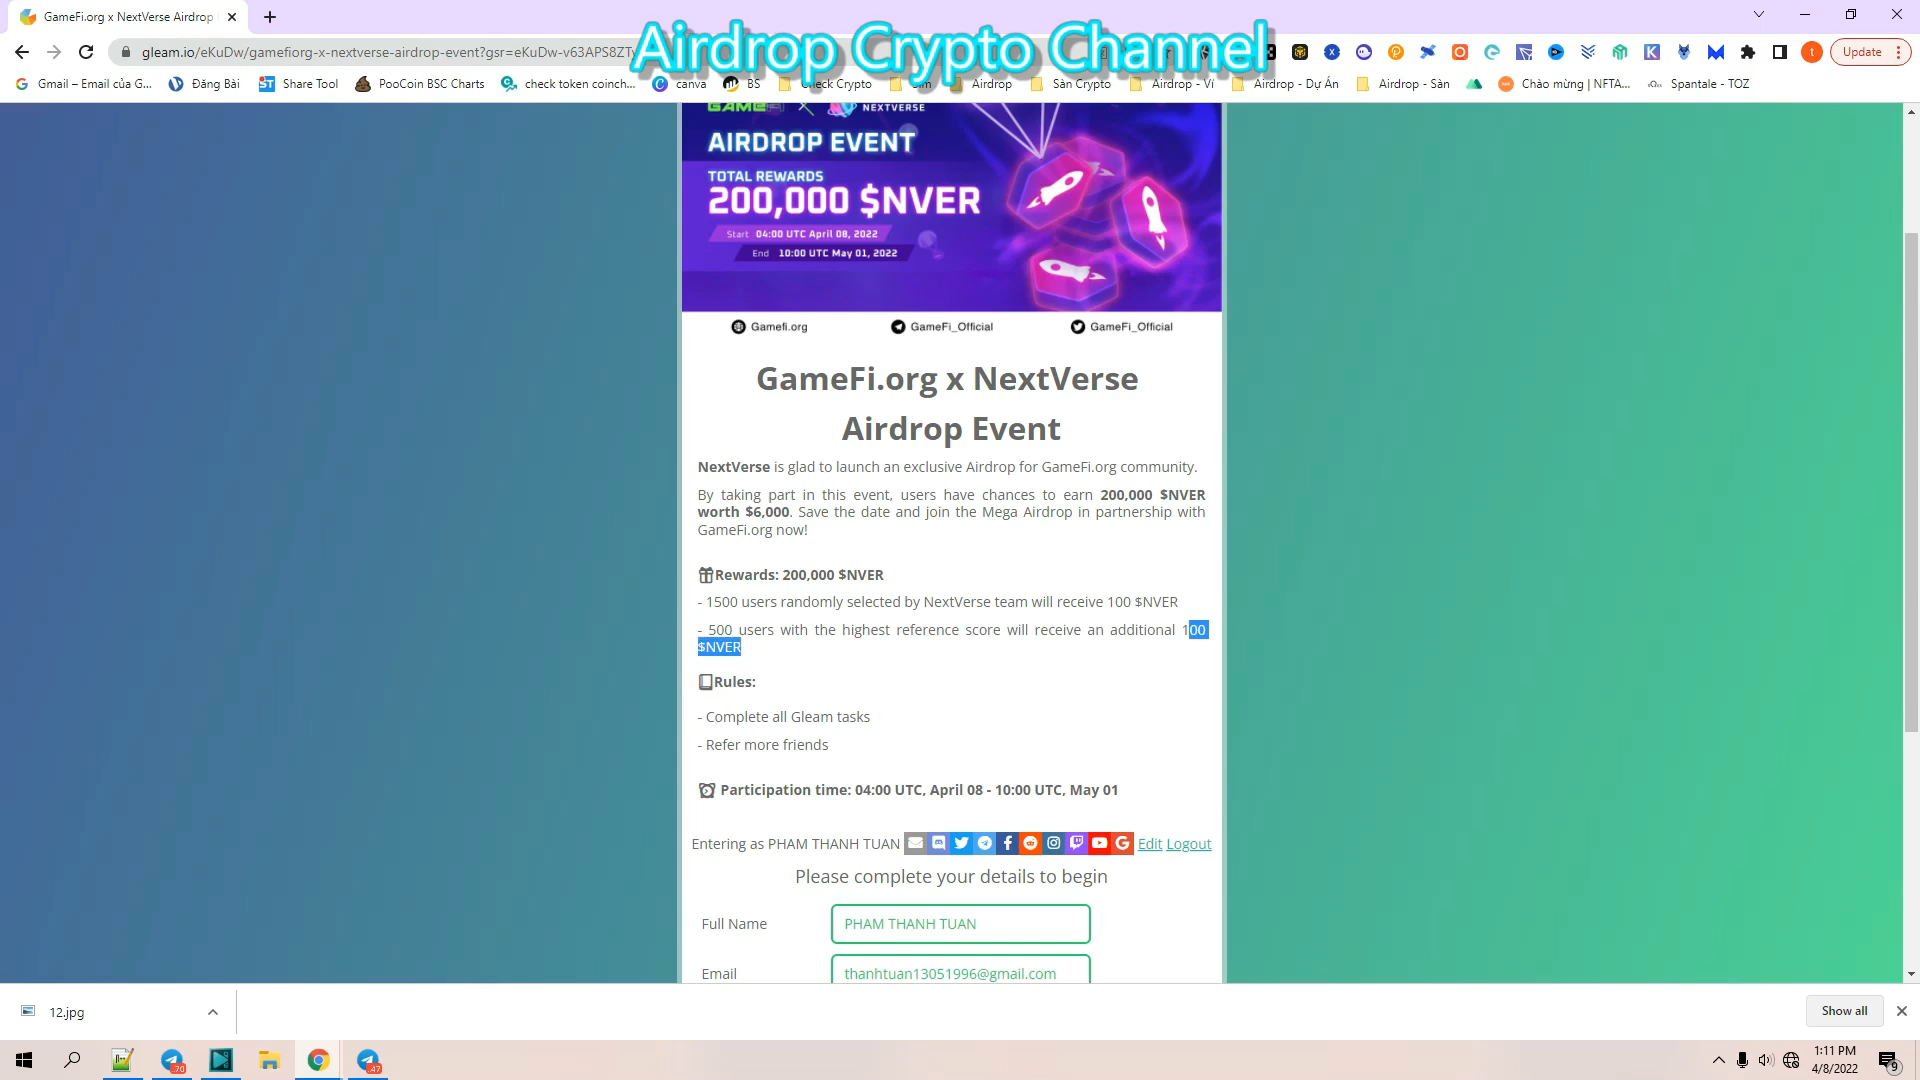 GameFi.org x NextVerse Airdrop
gleam.io/eKuDw/gamefiorg-x-nextverse-airdrop-event?gsr=eKuDw-v63APS8ZT
Airdrop Crypto Channel
Update
Gmail – Email của G...
Đăng Bài
Share Tool
PooCoin BSC Charts
check token coinch...
canva
BS
Check Crypto
Sim
Airdrop
Sàn Crypto
Airdrop - Ví
Airdrop - Dự Án
Airdrop - Sàn
Chào mừng | NFTA...
Spantale - TOZ
GAMEFI
NEXTVERSE
AIRDROP EVENT
TOTAL REWARDS
200,000 $NVER
Start 04:00 UTC April 08, 2022
End 10:00 UTC May 01, 2022
Gamefi.org
GameFi_Official
GameFi_Official
GameFi.org x NextVerse
Airdrop Event
NextVerse is glad to launch an exclusive Airdrop for GameFi.org community.
By taking part in this event, users have chances to earn 200,000 $NVER
worth $6,000. Save the date and join the Mega Airdrop in partnership with
GameFi.org now!
Rewards: 200,000 $NVER
- 1500 users randomly selected by NextVerse team will receive 100 $NVER
- 500 users with the highest reference score will receive an additional 100
$NVER
Rules:
- Complete all Gleam tasks
- Refer more friends
Participation time: 04:00 UTC, April 08 - 10:00 UTC, May 01
Entering as PHAM THANH TUAN
Edit Logout
Please complete your details to begin
Full Name
PHAM THANH TUAN
Email
thanhtuan13051996@gmail.com
12.jpg
Show all
70
47
1:11 PM
4/8/2022
9